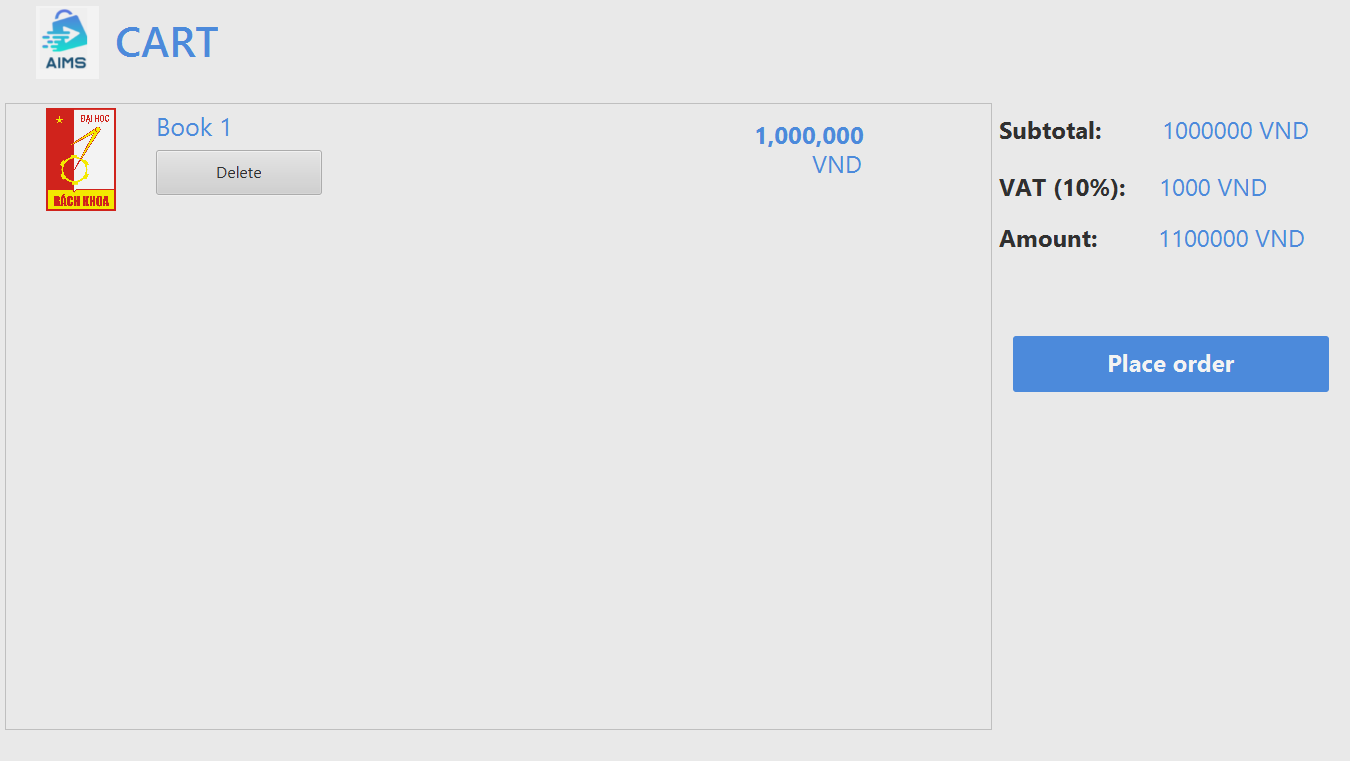 AIMS
CART
ĐẠI HỌC
BÁCH KHOA
Book 1
Delete
1,000,000
VND
Subtotal: 1000000 VND
VAT (10%): 1000 VND
Amount: 1100000 VND
Place order